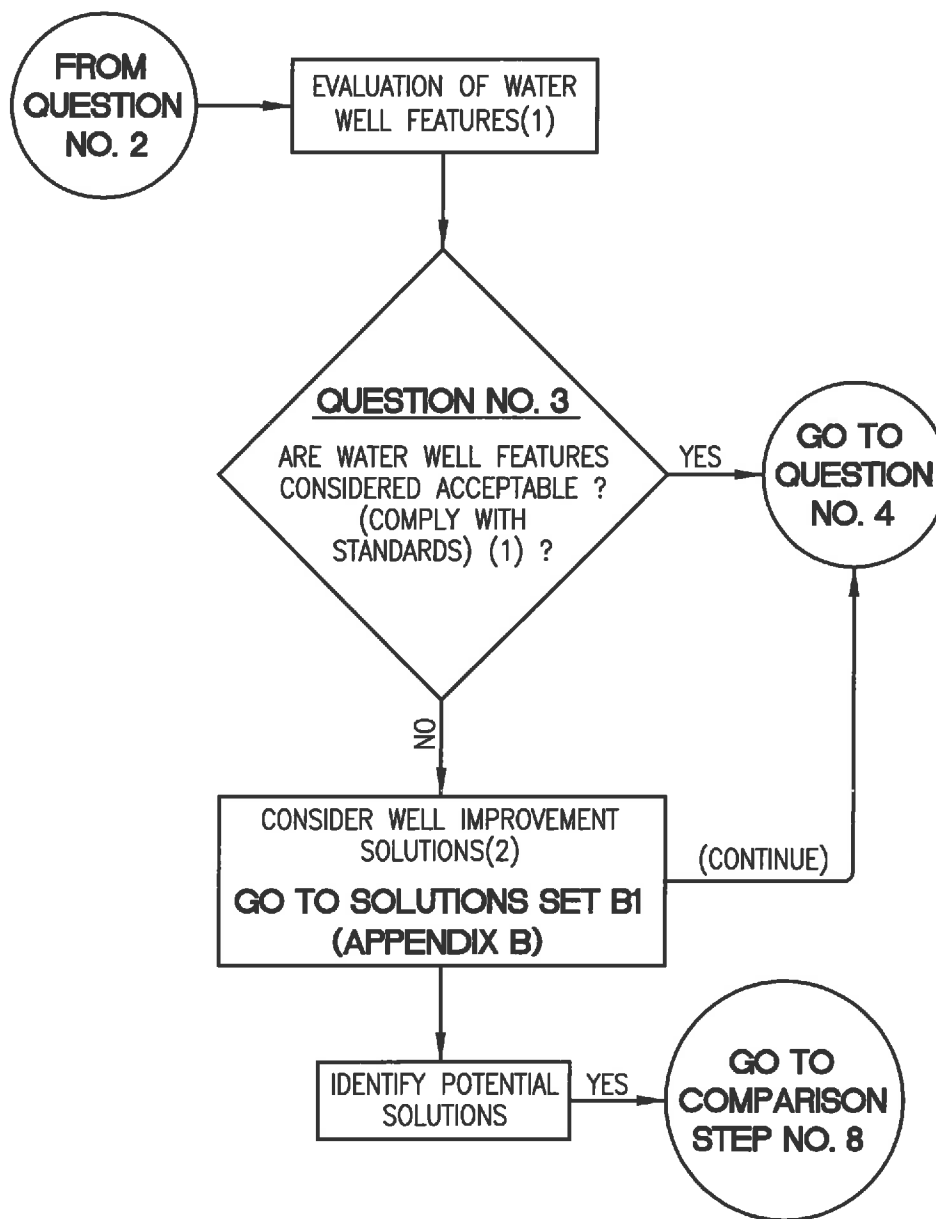 FROM
QUESTION
NO. 2
EVALUATION OF WATER
WELL FEATURES(1)
QUESTION NO. 3
ARE WATER WELL FEATURES
CONSIDERED ACCEPTABLE ?
(COMPLY WITH
STANDARDS) (1) ?
YES
GO TO
QUESTION
NO. 4
NO
CONSIDER WELL IMPROVEMENT
SOLUTIONS(2)
GO TO SOLUTIONS SET B1
(APPENDIX B)
(CONTINUE)
IDENTIFY POTENTIAL
SOLUTIONS
YES
GO TO
COMPARISON
STEP NO. 8